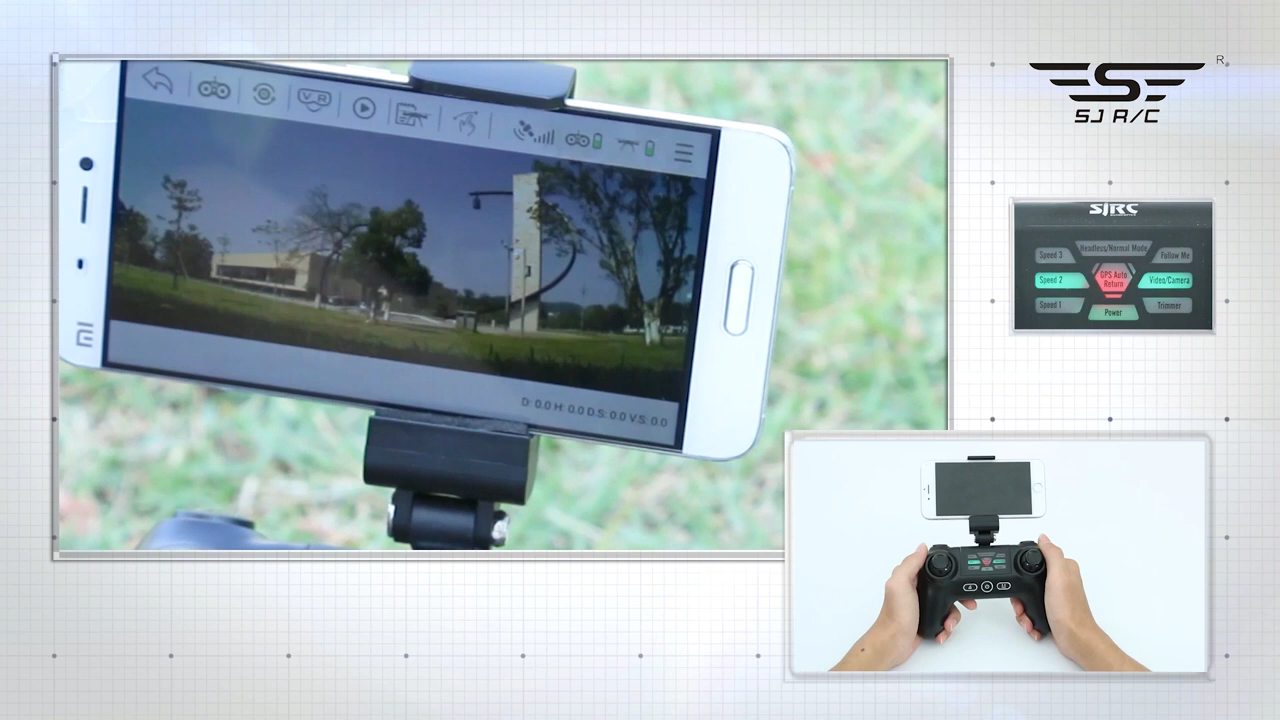 VR
D: 0.0 H: 0.0 D.S: 0.0 V.S: 0.0
R
SJ R/C
SJRC
Headless/Normal Mode
Speed 3
Follow Me
Speed 2
GPS Auto
Return
Video/Camera
Speed 1
Trimmer
Power